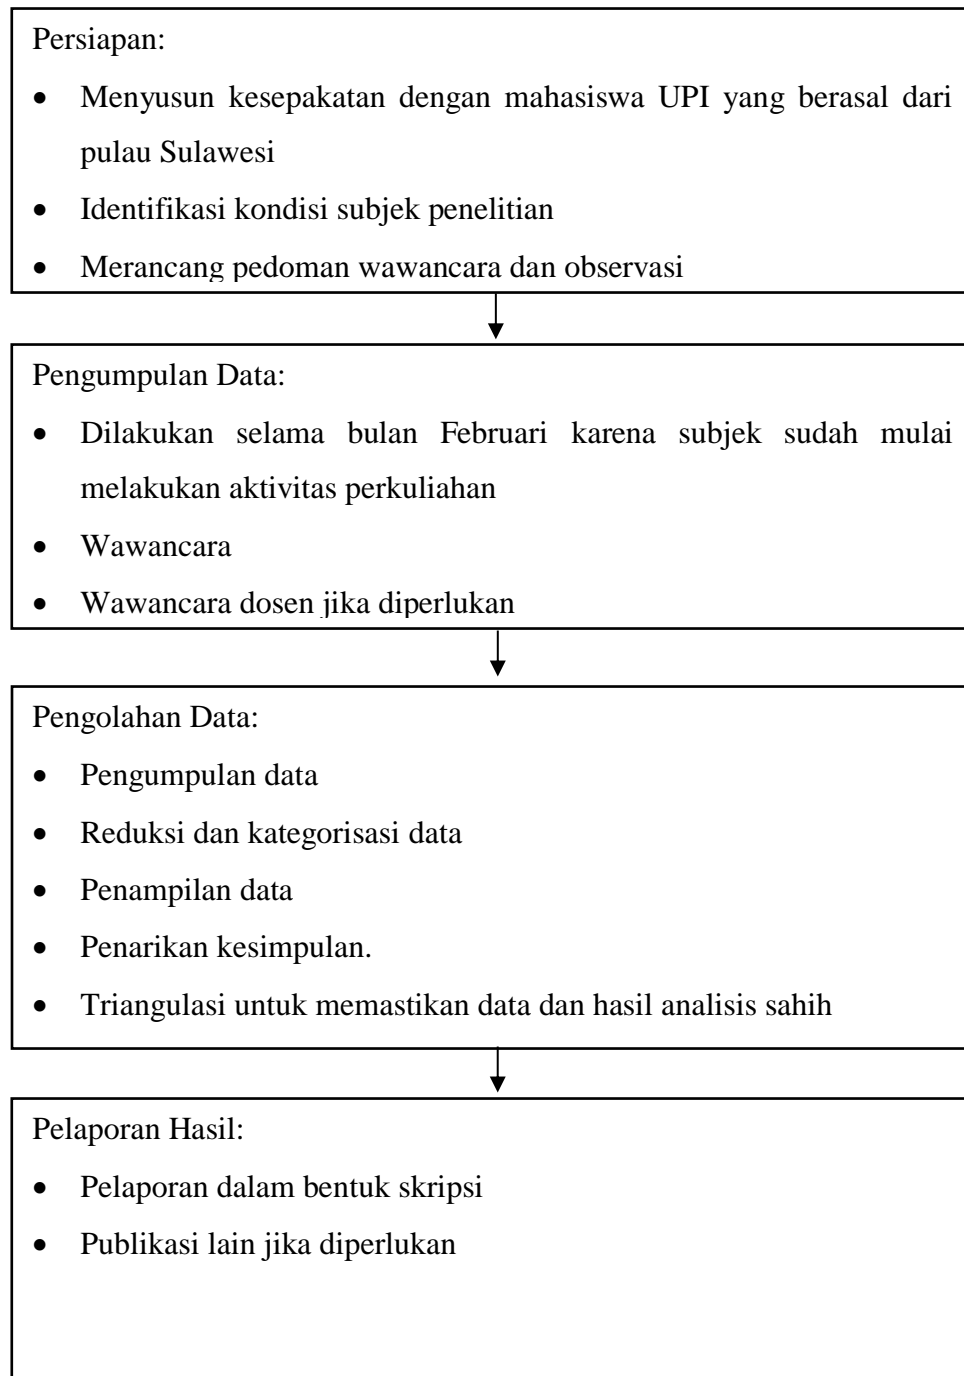 Persiapan:
• Menyusun kesepakatan dengan mahasiswa UPI yang berasal dari
pulau Sulawesi
• Identifikasi kondisi subjek penelitian
• Merancang pedoman wawancara dan observasi
Pengumpulan Data:
• Dilakukan selama bulan Februari karena subjek sudah mulai
melakukan aktivitas perkuliahan
• Wawancara
• Wawancara dosen jika diperlukan
Pengolahan Data:
• Pengumpulan data
• Reduksi dan kategorisasi data
• Penampilan data
• Penarikan kesimpulan.
• Triangulasi untuk memastikan data dan hasil analisis sahih
Pelaporan Hasil:
• Pelaporan dalam bentuk skripsi
• Publikasi lain jika diperlukan